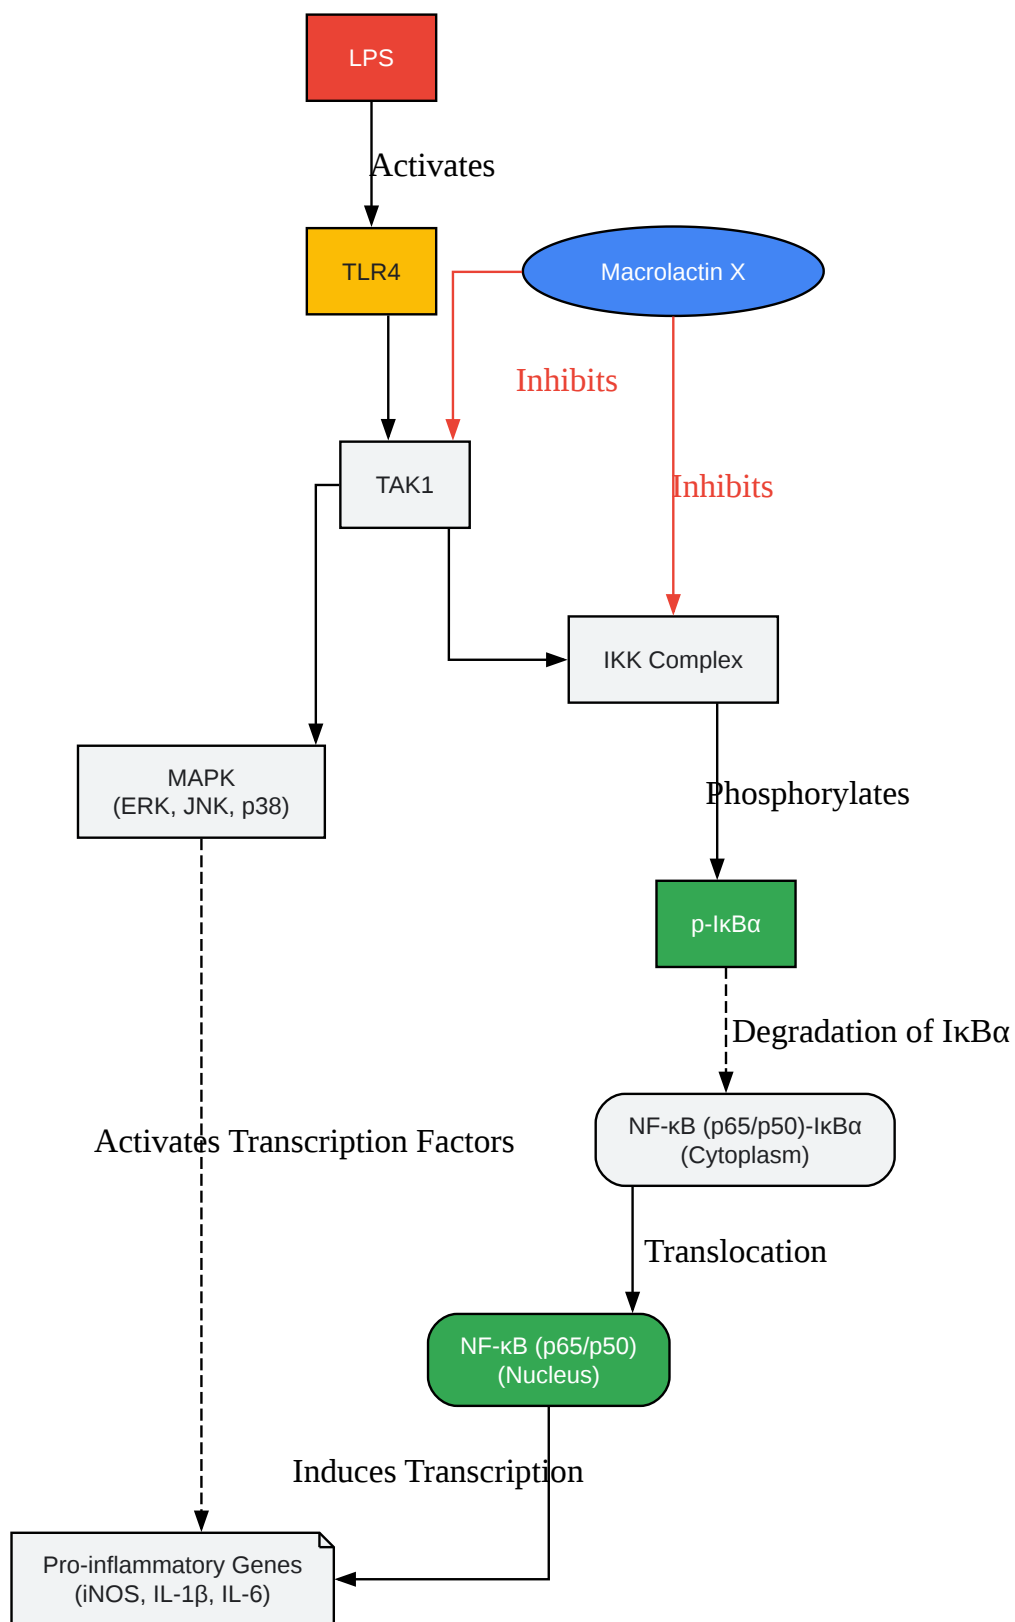 LPS
Activates
TLR4
Macrolactin X
Inhibits
TAK1
Inhibits
IKK Complex
MAPK
(ERK, JNK, p38)
Phosphorylates
p-IκBα
Degradation of IκBα
NF-κB (p65/p50)-IκBα
(Cytoplasm)
Activates Transcription Factors
Translocation
NF-κB (p65/p50)
(Nucleus)
Induces Transcription
Pro-inflammatory Genes
(iNOS, IL-1β, IL-6)